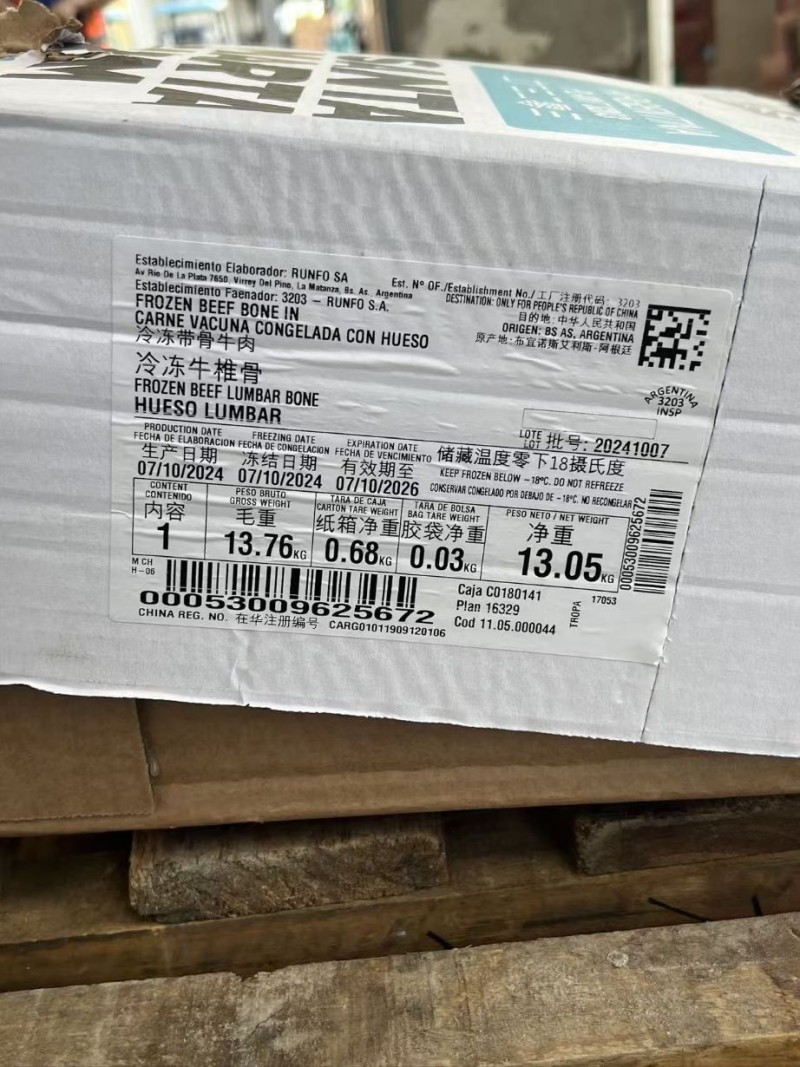 SANTA
MARTA
Establecimiento Elaborador: RUNFO SA
Av Rio De La Plata 7650, Virrey Del Pino, La Matanza, Bs. As. Argentina
Establecimiento Faenador: 3203 – RUNFO S.A.
FROZEN BEEF BONE IN
CARNE VACUNA CONGELADA CON HUESO
冷冻带骨牛肉
冷冻牛椎骨
FROZEN BEEF LUMBAR BONE
HUESO LUMBAR
Est. Nº OF./Establishment No./工厂注册代码: 3203
DESTINATION: ONLY FOR PEOPLE'S REPUBLIC OF CHINA
目的地: 中华人民共和国
ORIGEN: BS AS, ARGENTINA
原产地: 布宜诺斯艾利斯-阿根廷
ARGENTINA
3203
INSP
LOTE
LOT 批号: 20241007
PRODUCTION DATE
FECHA DE ELABORACION
生产日期
07/10/2024
FREEZING DATE
FECHA DE CONGELACION
冻结日期
07/10/2024
EXPIRATION DATE
FECHA DE VENCIMIENTO
有效期至
07/10/2026
储藏温度零下18摄氏度
KEEP FROZEN BELOW -18ºC. DO NOT REFREEZE
CONSERVAR CONGELADO POR DEBAJO DE -18ºC. NO RECONGELAR
CONTENT
CONTENIDO
内容
1
PESO BRUTO
GROSS WEIGHT
毛重
13.76KG
TARA DE CAJA
CARTON TARE WEIGHT
纸箱净重
0.68KG
TARA DE BOLSA
BAG TARE WEIGHT
胶袋净重
0.03KG
PESO NETO / NET WEIGHT
净重
13.05KG
00053009625672
M CH
H-06
00053009625672
CHINA REG. NO. 在华注册编号 CARG01011909120106
Caja C0180141
Plan 16329
Cod 11.05.000044
TROPA
17053